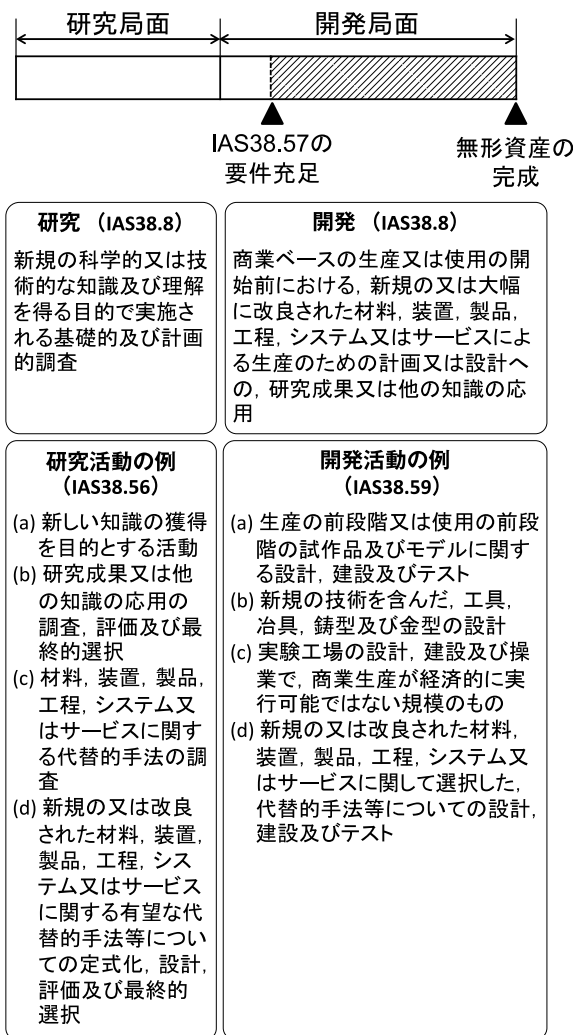 研究局面
開発局面
IAS38.57の
要件充足
無形資産の
完成
研究 （IAS38.8）
新規の科学的又は技
術的な知識及び理解
を得る目的で実施さ
れる基礎的及び計画
的調査
開発 （IAS38.8）
商業ベースの生産又は使用の開
始前における，新規の又は大幅
に改良された材料，装置，製品，
工程，システム又はサービスによ
る生産のための計画又は設計へ
の，研究成果又は他の知識の応
用
研究活動の例
（IAS38.56）
(a) 新しい知識の獲得
を目的とする活動
(b) 研究成果又は他
の知識の応用の
調査，評価及び最
終的選択
(c) 材料，装置，製品，
工程，システム又
はサービスに関す
る代替的手法の調
査
(d) 新規の又は改良
された材料，装置，
製品，工程，シス
テム又はサービス
に関する有望な代
替的手法等につい
ての定式化，設計，
評価及び最終的
選択
開発活動の例
（IAS38.59）
(a) 生産の前段階又は使用の前段
階の試作品及びモデルに関す
る設計，建設及びテスト
(b) 新規の技術を含んだ，工具，
冶具，鋳型及び金型の設計
(c) 実験工場の設計，建設及び操
業で，商業生産が経済的に実
行可能ではない規模のもの
(d) 新規の又は改良された材料，
装置，製品，工程，システム又
はサービスに関して選択した，
代替的手法等についての設計，
建設及びテスト